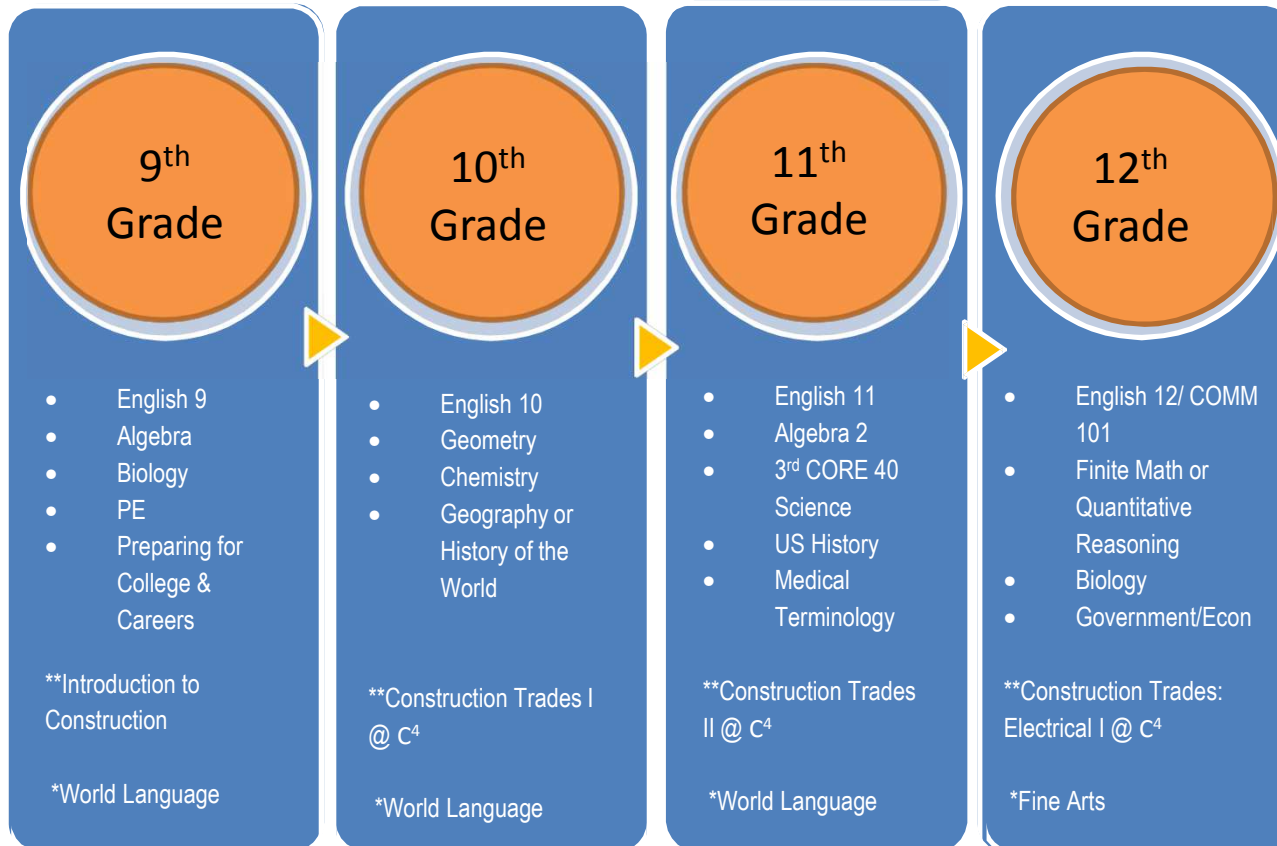 9th
Grade
• English 9
• Algebra
• Biology
• PE
• Preparing for
College &
Careers
**Introduction to
Construction
*World Language
10th
Grade
• English 10
• Geometry
• Chemistry
• Geography or
History of the
World
**Construction Trades I
@ C⁴
*World Language
11th
Grade
• English 11
• Algebra 2
• 3rd CORE 40
Science
• US History
• Medical
Terminology
**Construction Trades
II @ C⁴
*World Language
12th
Grade
• English 12/ COMM
101
• Finite Math or
Quantitative
Reasoning
• Biology
• Government/Econ
**Construction Trades:
Electrical I @ C⁴
*Fine Arts